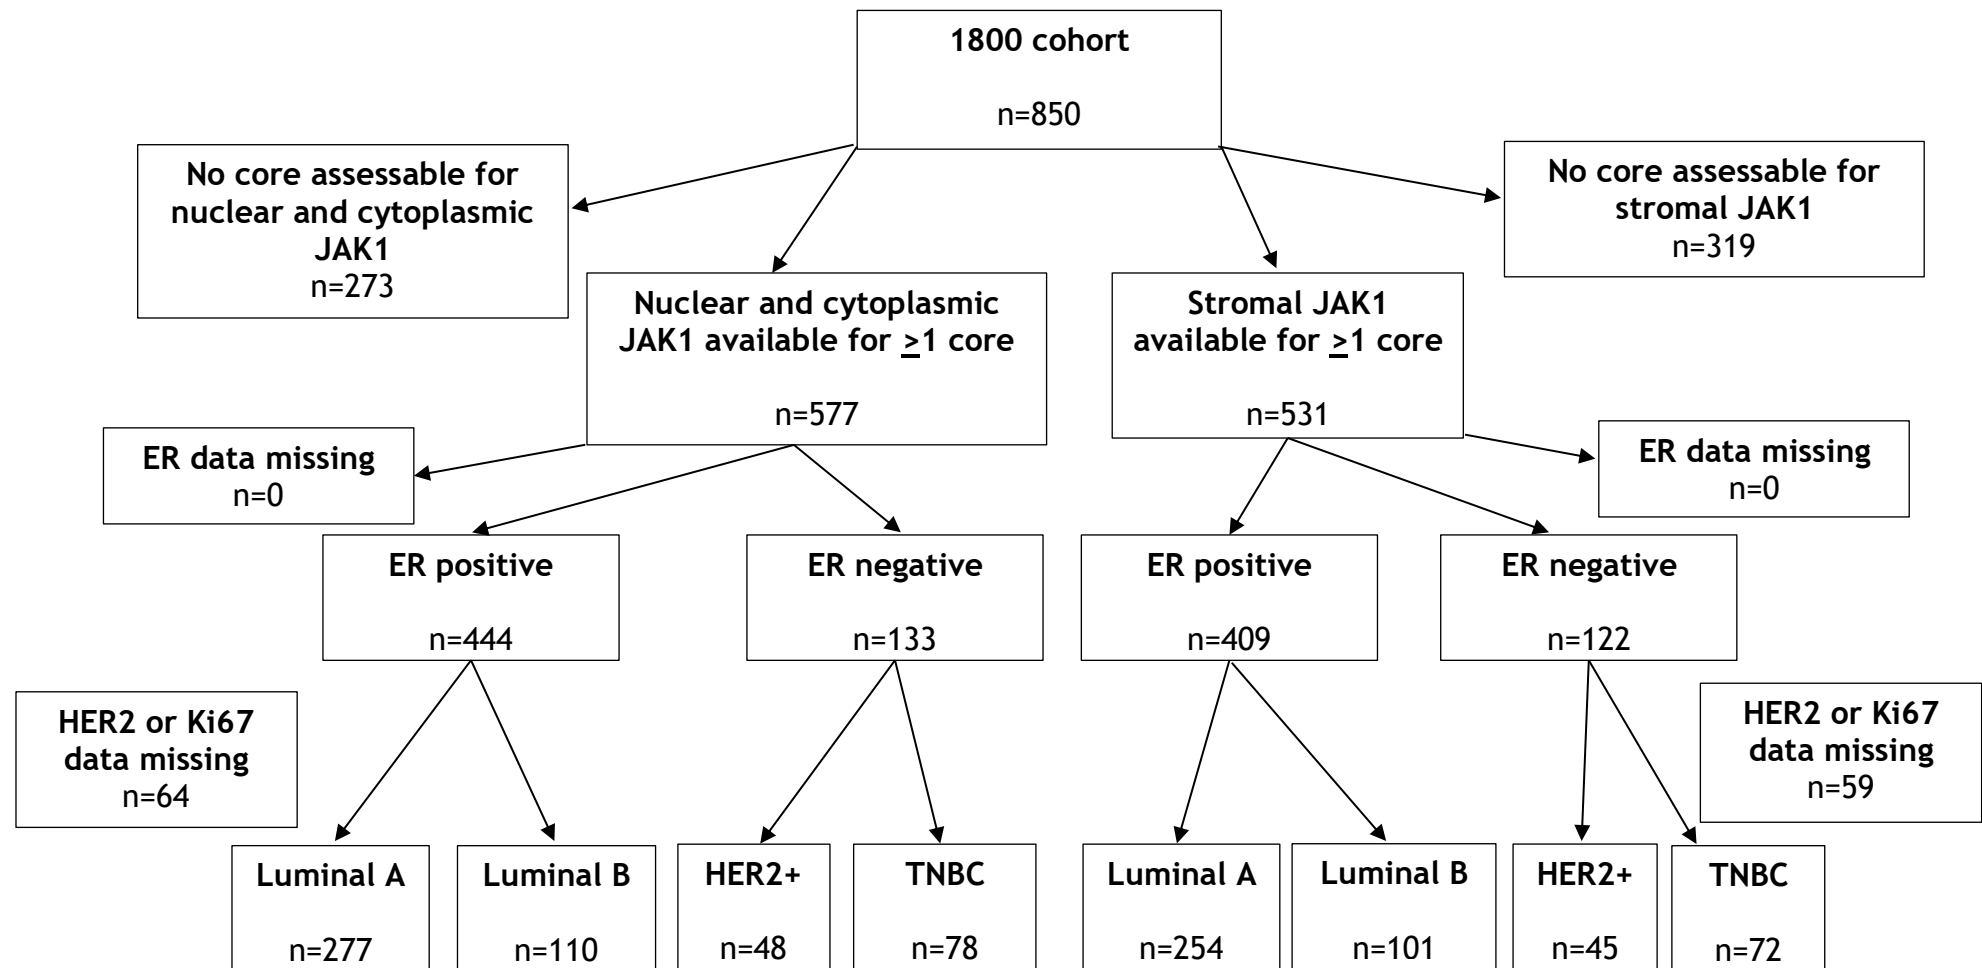 1800 cohort
n=850
No core assessable for
nuclear and cytoplasmic
JAK1
n=273
No core assessable for
stromal JAK1
n=319
Nuclear and cytoplasmic
JAK1 available for ≥1 core
n=577
Stromal JAK1
available for ≥1 core
n=531
ER data missing
n=0
ER data missing
n=0
ER positive
n=444
ER negative
n=133
ER positive
n=409
ER negative
n=122
HER2 or Ki67
data missing
n=64
HER2 or Ki67
data missing
n=59
Luminal A
n=277
Luminal B
n=110
HER2+
n=48
TNBC
n=78
Luminal A
n=254
Luminal B
n=101
HER2+
n=45
TNBC
n=72